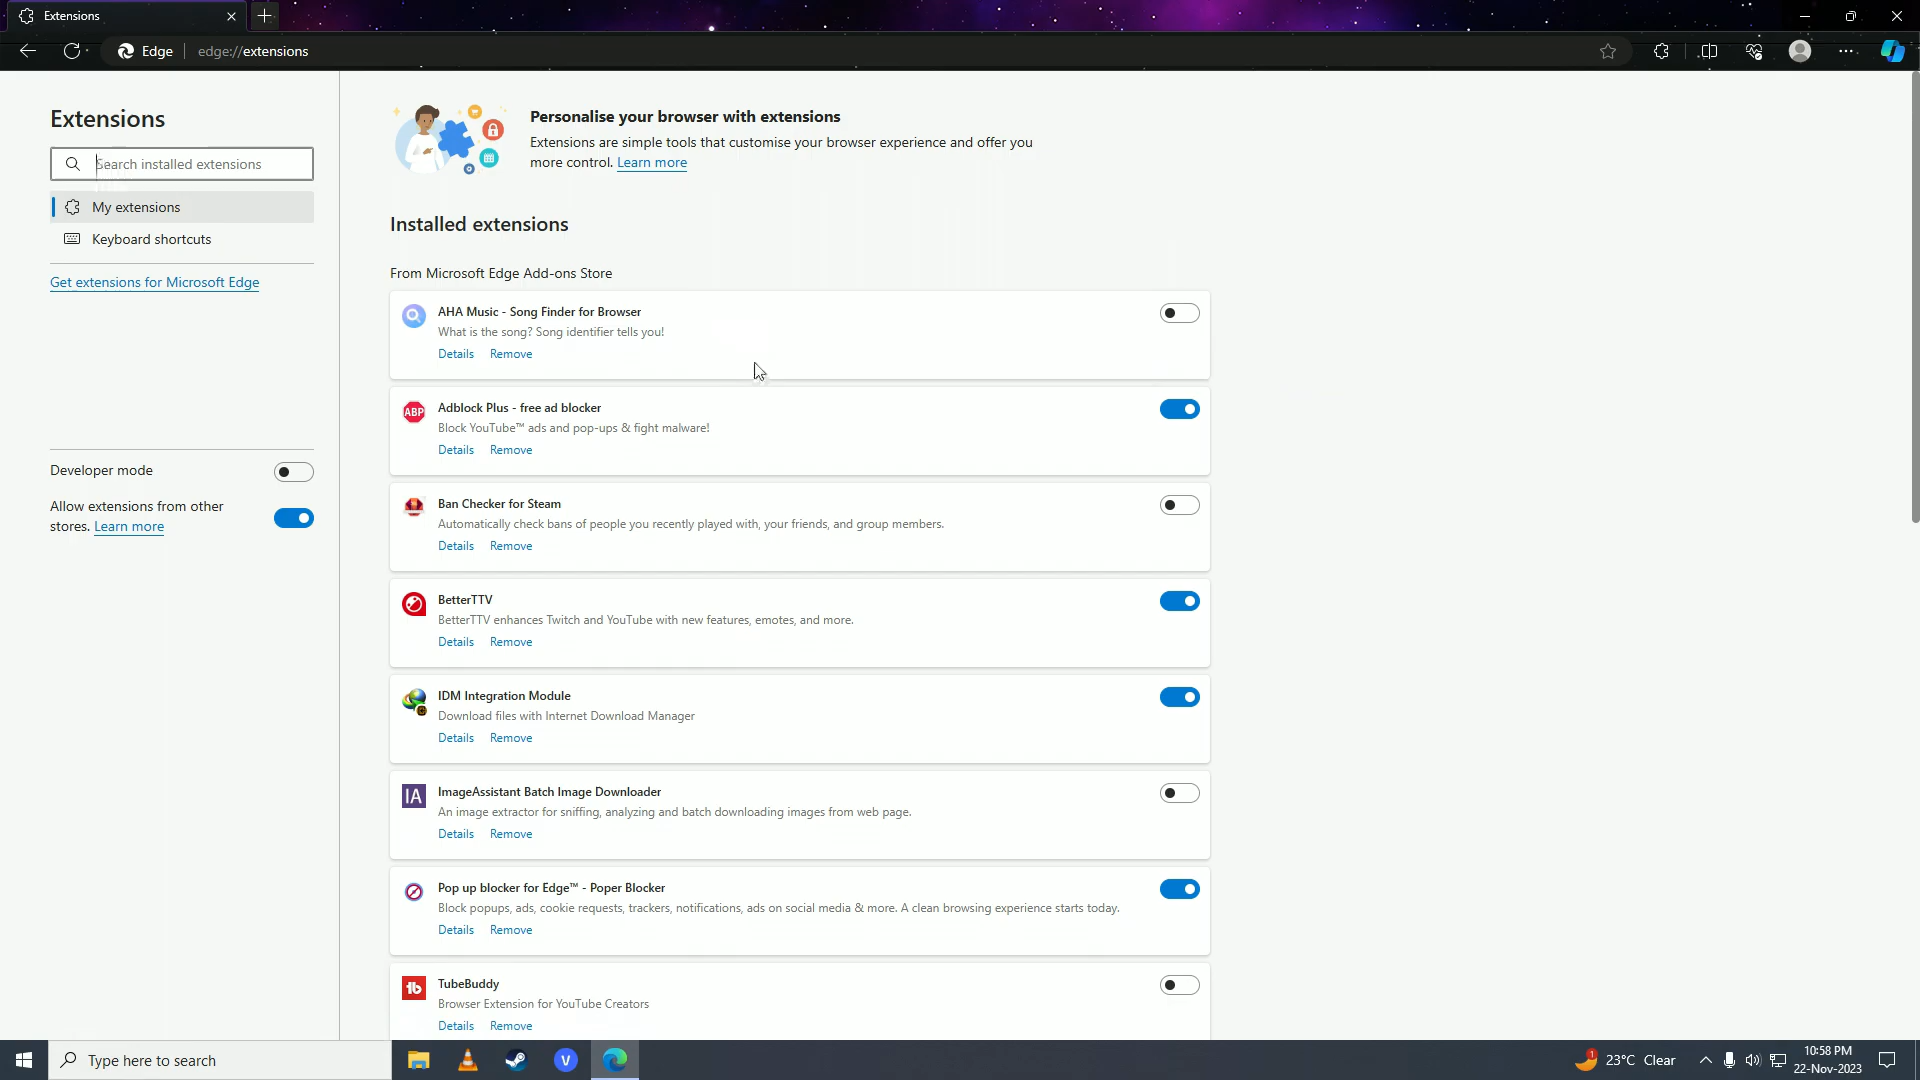 Extensions
Edge
edge://extensions
Extensions
Search installed extensions
My extensions
Keyboard shortcuts
Get extensions for Microsoft Edge
Developer mode
Allow extensions from other
stores. Learn more
Personalise your browser with extensions
Extensions are simple tools that customise your browser experience and offer you
more control. Learn more
Installed extensions
From Microsoft Edge Add-ons Store
AHA Music - Song Finder for Browser
What is the song? Song identifier tells you!
Details Remove
ABP
Adblock Plus - free ad blocker
Block YouTube™ ads and pop-ups & fight malware!
Details Remove
Ban Checker for Steam
Automatically check bans of people you recently played with, your friends, and group members.
Details Remove
BetterTTV
BetterTTV enhances Twitch and YouTube with new features, emotes, and more.
Details Remove
IDM Integration Module
Download files with Internet Download Manager
Details Remove
IA
ImageAssistant Batch Image Downloader
An image extractor for sniffing, analyzing and batch downloading images from web page.
Details Remove
Pop up blocker for Edge™ - Poper Blocker
Block popups, ads, cookie requests, trackers, notifications, ads on social media & more. A clean browsing experience starts today.
Details Remove
tb
TubeBuddy
Browser Extension for YouTube Creators
Details Remove
Type here to search
V
1
23°C Clear
10:58 PM
22-Nov-2023